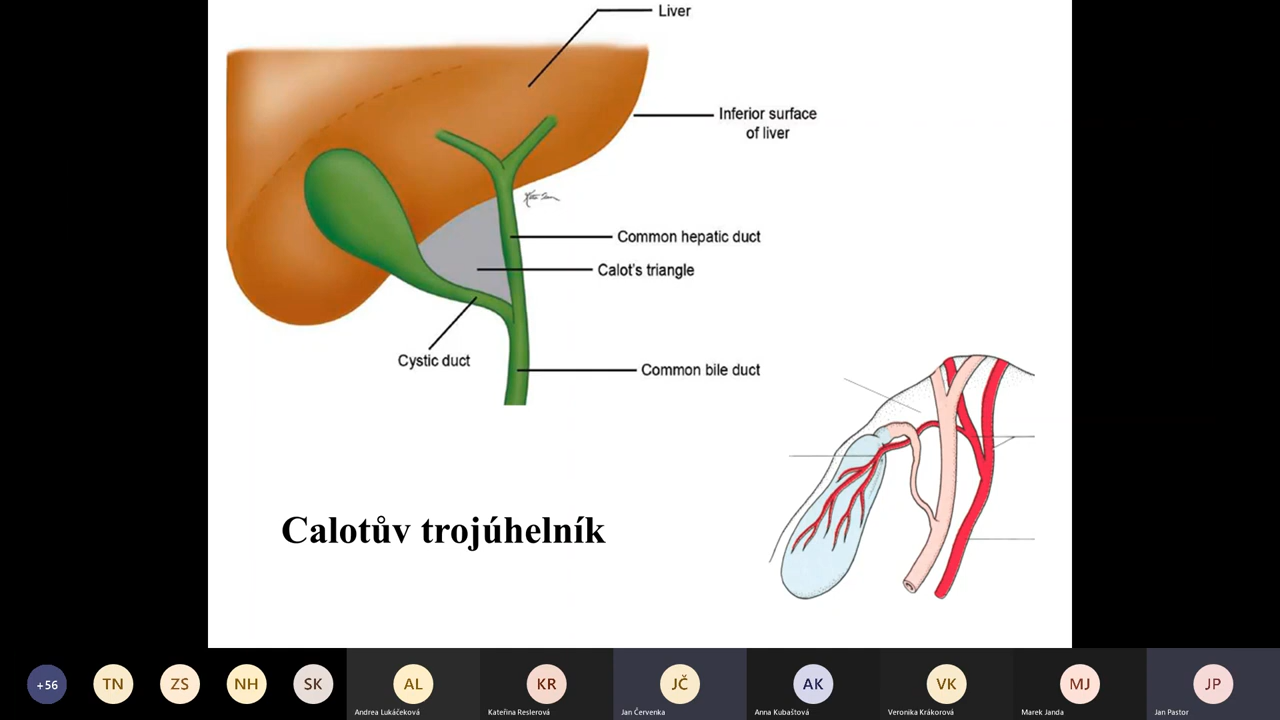 Liver
Inferior surface
of liver
Common hepatic duct
Calot's triangle
Cystic duct
Common bile duct
Calotův trojúhelník
+56
TN
ZS
NH
SK
AL
KR
JČ
AK
VK
MJ
JP
Andrea Lukáčeková
Kateřina Reslerová
Jan Červenka
Anna Kubaštová
Veronika Krákorová
Marek Janda
Jan Pastor